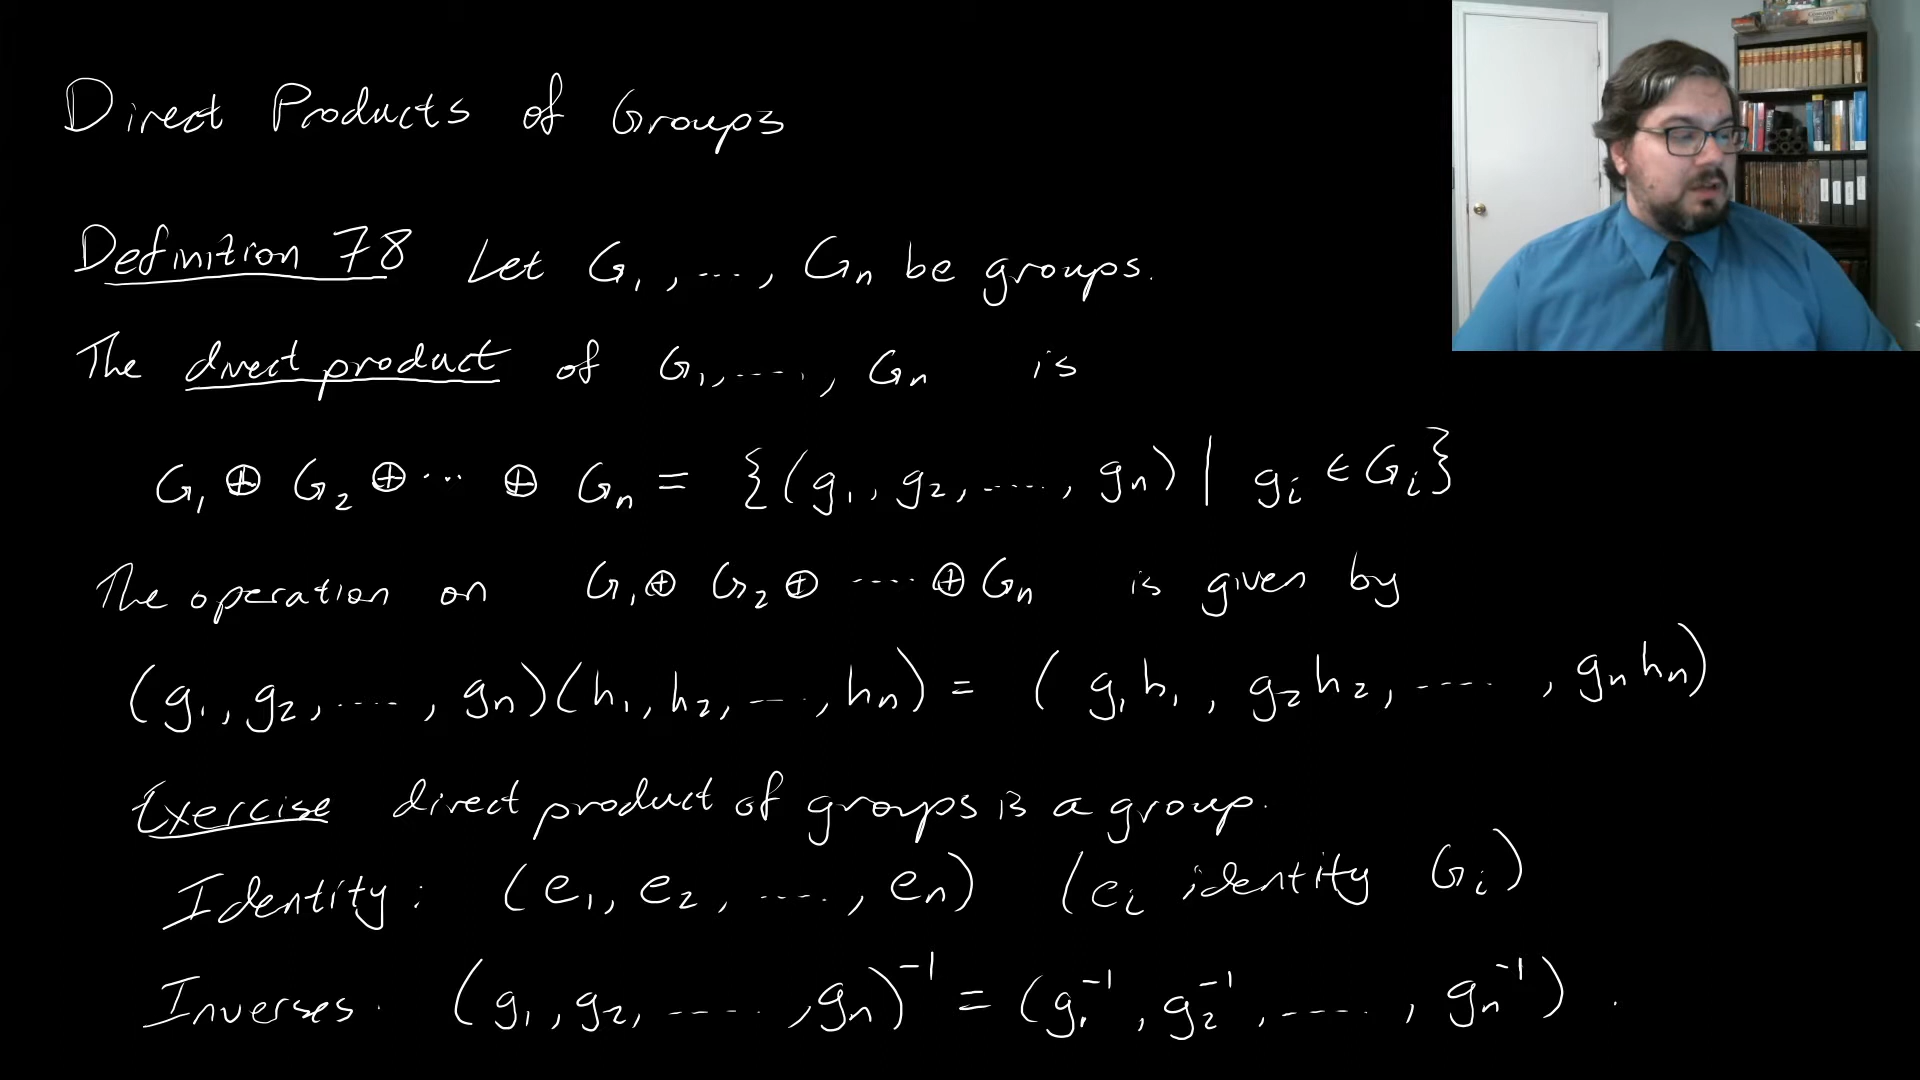 Direct Products of Groups
Definition 78 Let G₁, ..., Gₙ be groups.
The direct product of G₁, ...., Gₙ is
G₁ ⊕ G₂ ⊕ ... ⊕ Gₙ = {(g₁, g₂, ....., gₙ) | gᵢ ∈ Gᵢ}
The operation on G₁ ⊕ G₂ ⊕ .... ⊕ Gₙ is given by
(g₁, g₂, ...., gₙ)(h₁, h₂, ..., hₙ) = (g₁h₁, g₂h₂, ....., gₙhₙ)
Exercise direct product of groups is a group.
Identity: (e₁, e₂, ....., eₙ) (eᵢ identity Gᵢ)
Inverses. (g₁, g₂, ....., gₙ)⁻¹ = (g₁⁻¹, g₂⁻¹, ....., gₙ⁻¹).